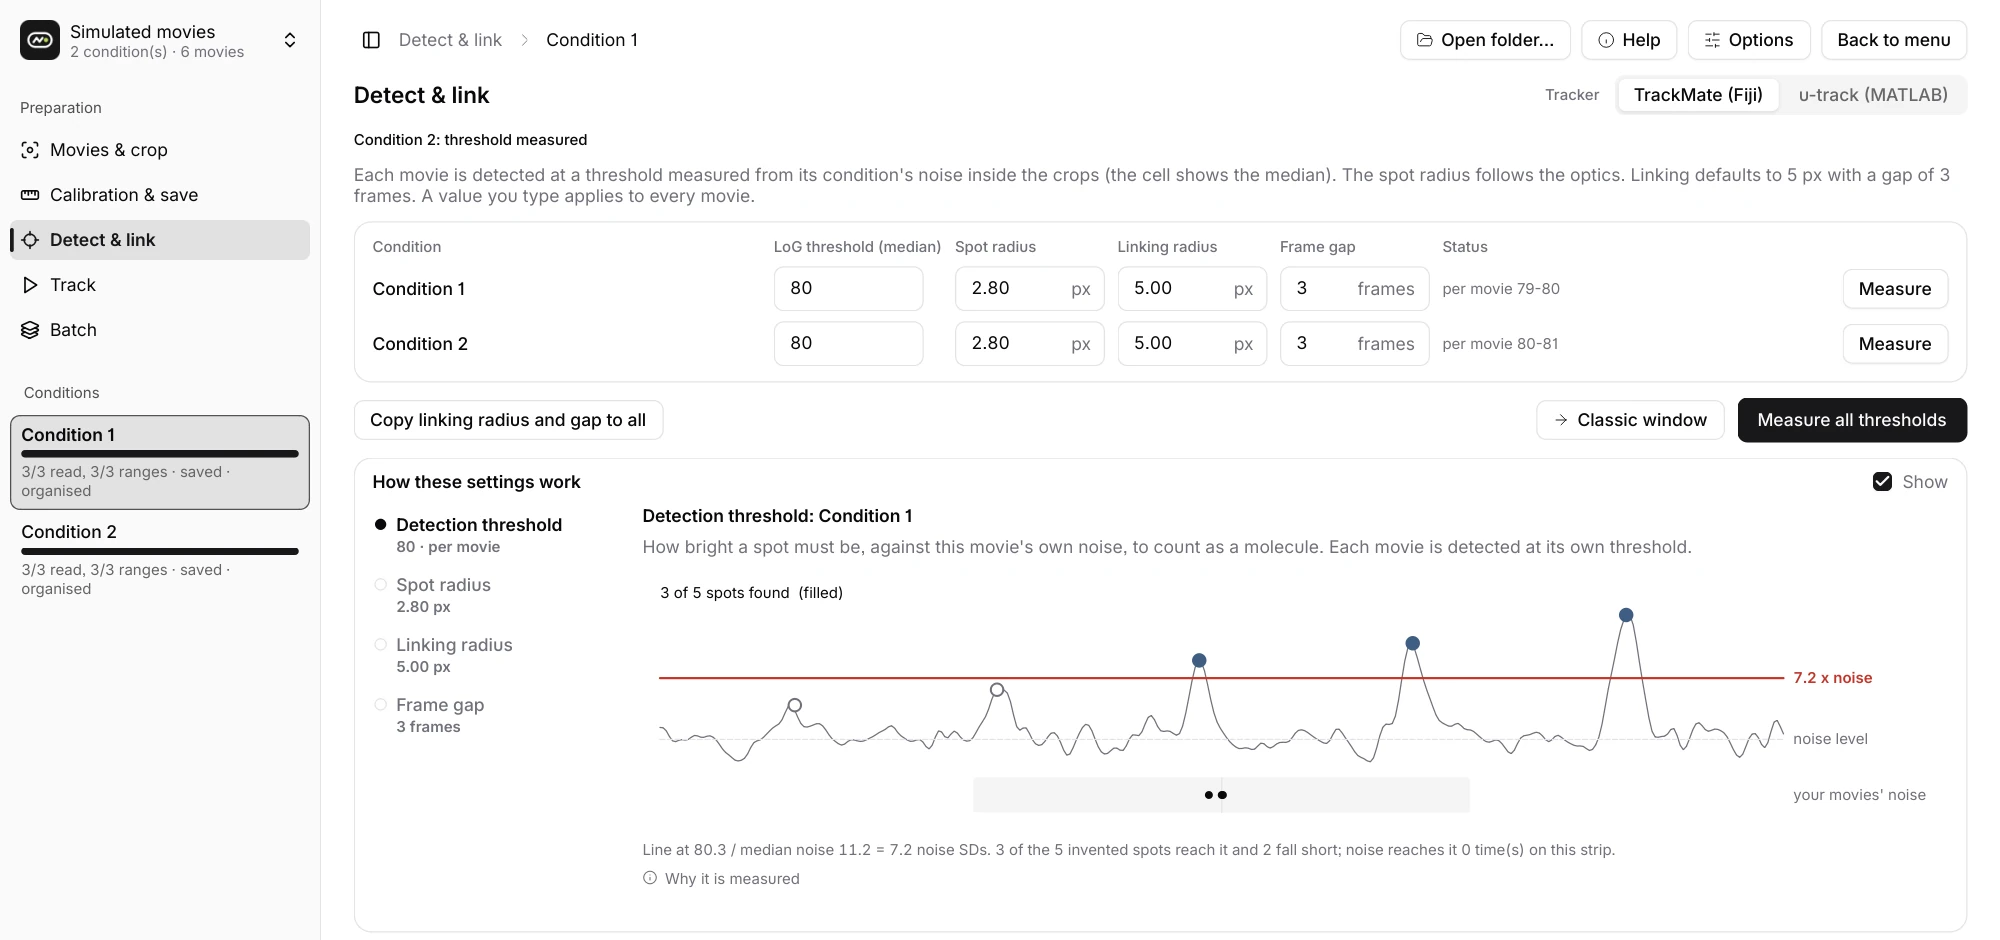 Simulated movies
2 condition(s) · 6 movies
Preparation
Movies & crop
Calibration & save
Detect & link
Track
Batch
Conditions
Condition 1
3/3 read, 3/3 ranges · saved ·
organised
Condition 2
3/3 read, 3/3 ranges · saved ·
organised
Detect & link > Condition 1
Open folder...
Help
Options
Back to menu
Detect & link
Tracker
TrackMate (Fiji)
u-track (MATLAB)
Condition 2: threshold measured
Each movie is detected at a threshold measured from its condition's noise inside the crops (the cell shows the median). The spot radius follows the optics. Linking defaults to 5 px with a gap of 3
frames. A value you type applies to every movie.
Condition LoG threshold (median) Spot radius Linking radius Frame gap Status
Condition 1 80 2.80 px 5.00 px 3 frames per movie 79-80 Measure
Condition 2 80 2.80 px 5.00 px 3 frames per movie 80-81 Measure
Copy linking radius and gap to all
Classic window
Measure all thresholds
How these settings work
Show
Detection threshold
80 · per movie
Spot radius
2.80 px
Linking radius
5.00 px
Frame gap
3 frames
Detection threshold: Condition 1
How bright a spot must be, against this movie's own noise, to count as a molecule. Each movie is detected at its own threshold.
3 of 5 spots found (filled)
7.2 x noise
noise level
your movies' noise
Line at 80.3 / median noise 11.2 = 7.2 noise SDs. 3 of the 5 invented spots reach it and 2 fall short; noise reaches it 0 time(s) on this strip.
Why it is measured